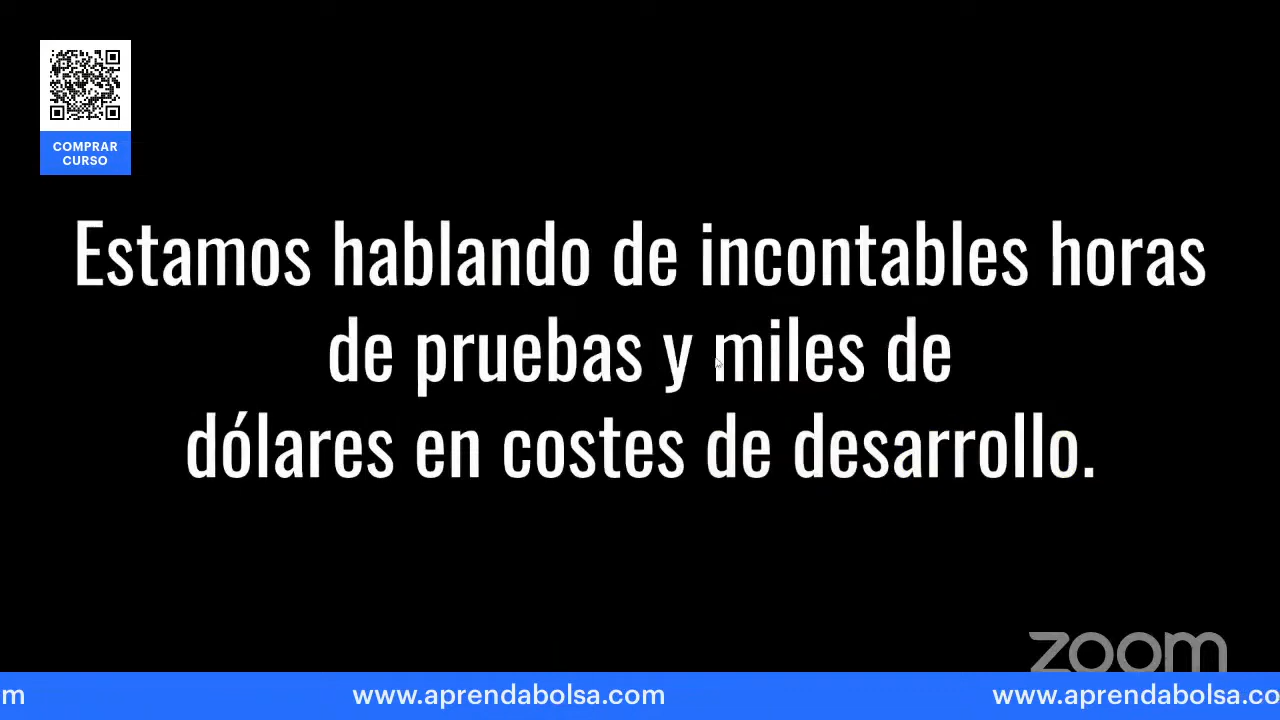 COMPRAR
CURSO
Estamos hablando de incontables horas
de pruebas y miles de
dólares en costes de desarrollo.
zoom
m www.aprendabolsa.com www.aprendabolsa.co